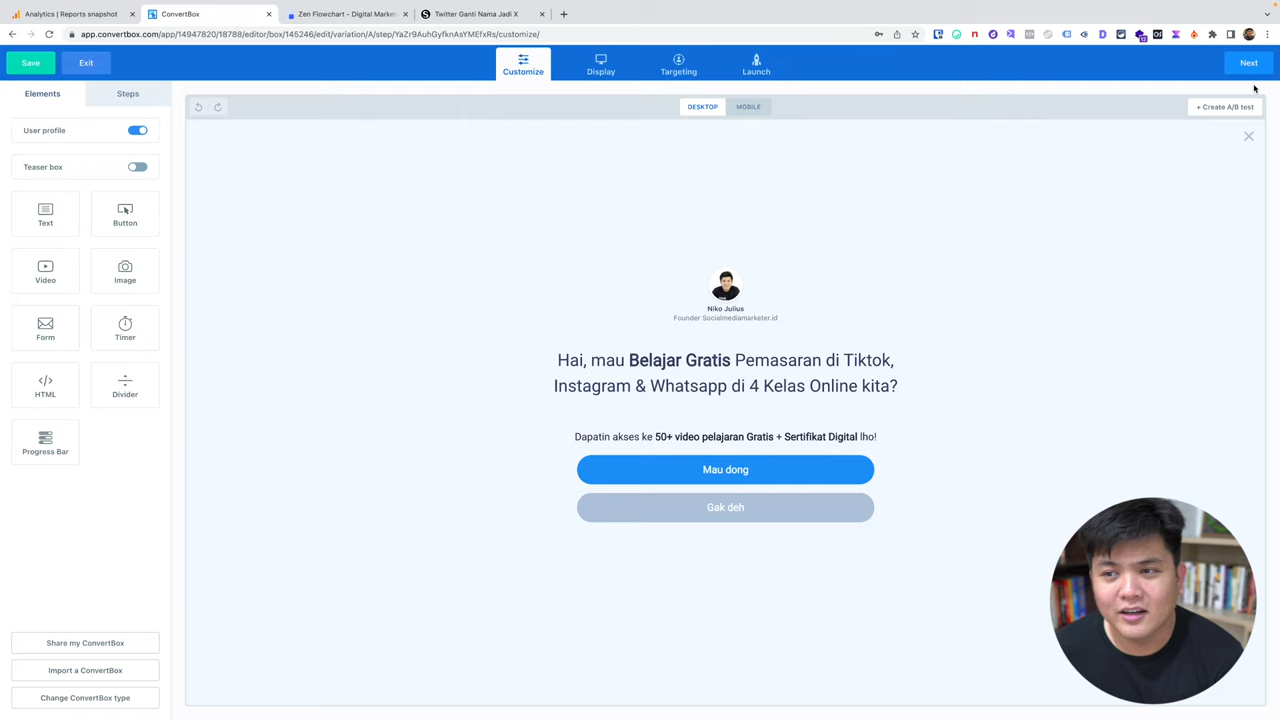 Analytics | Reports snapshot
ConvertBox
Zen Flowchart - Digital Market
Twitter Ganti Nama Jadi X
app.convertbox.com/app/14947820/18788/editor/box/145246/edit/variation/A/step/YaZr9AuhGyfknAsYMEfxRs/customize/
Save
Exit
Customize
Display
Targeting
Launch
Next
Elements
Steps
DESKTOP
MOBILE
+ Create A/B test
User profile
Teaser box
Text
Button
Video
Image
Form
Timer
HTML
Divider
Progress Bar
Niko Julius
Founder Socialmediamarketer.id
Hai, mau Belajar Gratis Pemasaran di Tiktok,
Instagram & Whatsapp di 4 Kelas Online kita?
Dapatin akses ke 50+ video pelajaran Gratis + Sertifikat Digital lho!
Mau dong
Gak deh
Share my ConvertBox
Import a ConvertBox
Change ConvertBox type